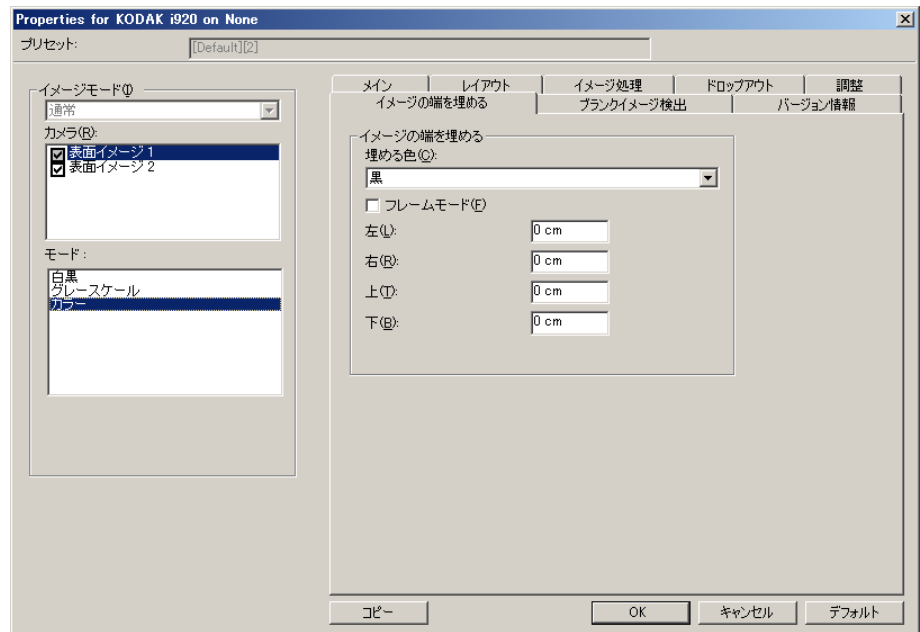 Properties for KODAK i920 on None
プリセット:
[Default][2]
イメージモード(I)
通常
カメラ(R):
表面イメージ 1
表面イメージ 2
モード :
白黒
グレースケール
カラー
メイン
レイアウト
イメージ処理
ドロップアウト
調整
イメージの端を埋める
ブランクイメージ検出
バージョン情報
イメージの端を埋める
埋める色(C):
黒
フレームモード(F)
左(L):
0 cm
右(R):
0 cm
上(T):
0 cm
下(B):
0 cm
コピー
OK
キャンセル
デフォルト